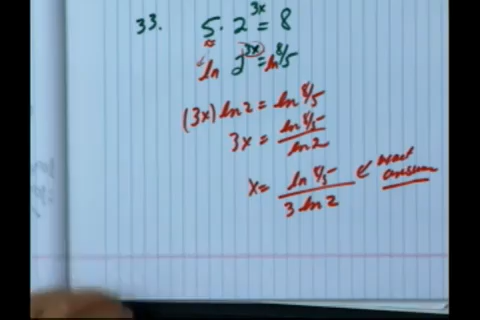 33. 5 · 2^3x = 8
ln 2^3x = ln 8/5
(3x) ln 2 = ln 8/5
3x = ln 8/5 / ln 2
x = ln 8/5 / 3 ln 2 ← exact answer